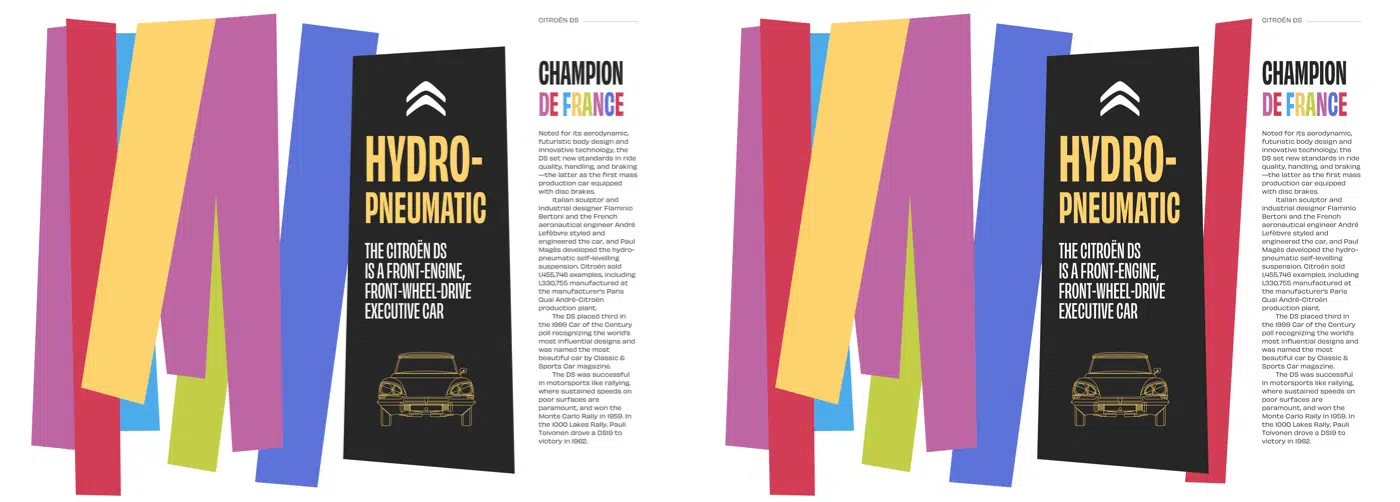 CITROËN DS
CHAMPION
DE FRANCE
HYDRO-
PNEUMATIC
THE CITROËN DS
IS A FRONT-ENGINE,
FRONT-WHEEL-DRIVE
EXECUTIVE CAR
Noted for its aerodynamic,
futuristic body design and
innovative technology, the
DS set new standards in ride
quality, handling, and braking
—the latter as the first mass
production car equipped
with disc brakes.
Italian sculptor and
industrial designer Flaminio
Bertoni and the French
aeronautical engineer André
Lefèbvre styled and
engineered the car, and Paul
Magès developed the hydro-
pneumatic self-levelling
suspension. Citroën sold
1,455,746 examples, including
1,330,755 manufactured at
the manufacturer's Paris
Quai André-Citroën
production plant.
The DS placed third in
the 1999 Car of the Century
poll recognizing the world's
most influential designs and
was named the most
beautiful car by Classic &
Sports Car magazine.
The DS was successful
in motorsports like rallying,
where sustained speeds on
poor surfaces are
paramount, and won the
Monte Carlo Rally in 1959. In
the 1000 Lakes Rally, Pauli
Toivonen drove a DS19 to
victory in 1962.
CITROËN DS
CHAMPION
DE FRANCE
HYDRO-
PNEUMATIC
THE CITROËN DS
IS A FRONT-ENGINE,
FRONT-WHEEL-DRIVE
EXECUTIVE CAR
Noted for its aerodynamic,
futuristic body design and
innovative technology, the
DS set new standards in ride
quality, handling, and braking
—the latter as the first mass
production car equipped
with disc brakes.
Italian sculptor and
industrial designer Flaminio
Bertoni and the French
aeronautical engineer André
Lefèbvre styled and
engineered the car, and Paul
Magès developed the hydro-
pneumatic self-levelling
suspension. Citroën sold
1,455,746 examples, including
1,330,755 manufactured at
the manufacturer's Paris
Quai André-Citroën
production plant.
The DS placed third in
the 1999 Car of the Century
poll recognizing the world's
most influential designs and
was named the most
beautiful car by Classic &
Sports Car magazine.
The DS was successful
in motorsports like rallying,
where sustained speeds on
poor surfaces are
paramount, and won the
Monte Carlo Rally in 1959. In
the 1000 Lakes Rally, Pauli
Toivonen drove a DS19 to
victory in 1962.